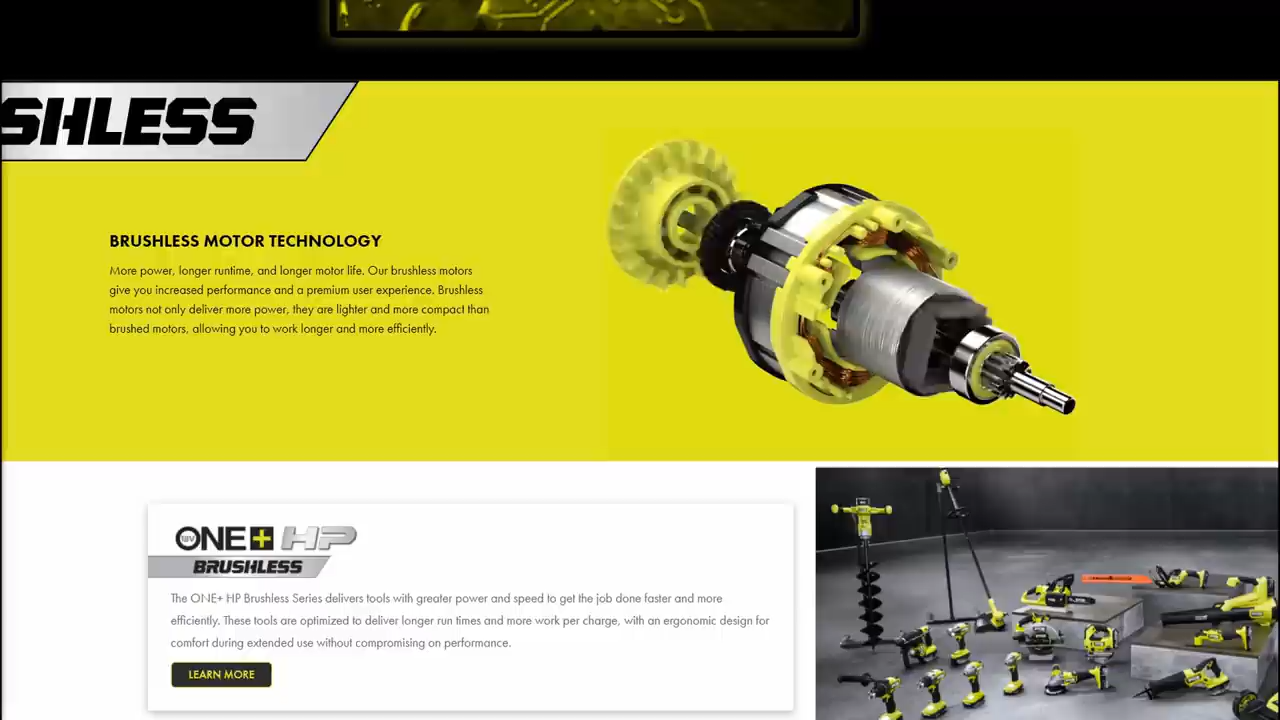 SHLESS
BRUSHLESS MOTOR TECHNOLOGY
More power, longer runtime, and longer motor life. Our brushless motors
give you increased performance and a premium user experience. Brushless
motors not only deliver more power, they are lighter and more compact than
brushed motors, allowing you to work longer and more efficiently.
18V ONE+ HP
BRUSHLESS
The ONE+ HP Brushless Series delivers tools with greater power and speed to get the job done faster and more
efficiently. These tools are optimized to deliver longer run times and more work per charge, with an ergonomic design for
comfort during extended use without compromising on performance.
LEARN MORE